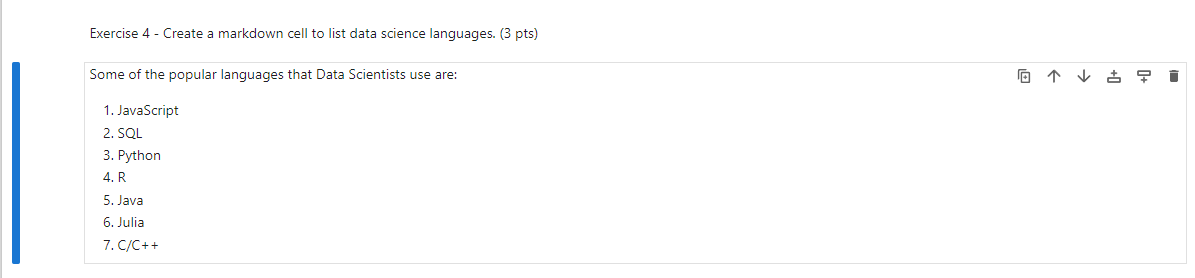 Exercise 4 - Create a markdown cell to list data science languages. (3 pts)
Some of the popular languages that Data Scientists use are:
1. JavaScript
2. SQL
3. Python
4. R
5. Java
6. Julia
7. C/C++